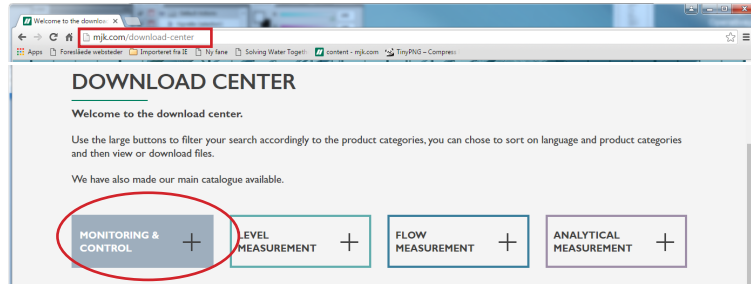 Welcome to the downloa
mjk.com/download-center
Apps Foreslåede websteder Importeret fra IE Ny fane Solving Water Togeth content - mjk.com TinyPNG – Compress
DOWNLOAD CENTER
Welcome to the download center.
Use the large buttons to filter your search accordingly to the product categories, you can chose to sort on language and product categories
and then view or download files.
We have also made our main catalogue available.
MONITORING &
CONTROL
LEVEL
MEASUREMENT
FLOW
MEASUREMENT
ANALYTICAL
MEASUREMENT